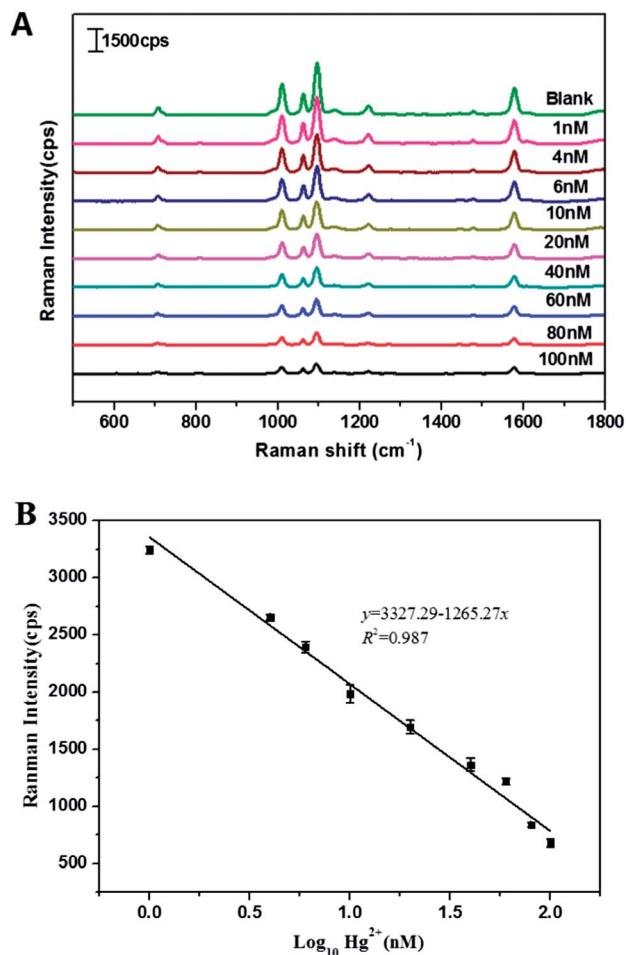 A
1500cps
Blank
1nM
4nM
6nM
10nM
20nM
40nM
60nM
80nM
100nM
Raman Intensity(cps)
600 800 1000 1200 1400 1600 1800
Raman shift (cm⁻¹)
B
3500
3000
2500
2000
1500
1000
500
Ranman Intensity(cps)
y=3327.29-1265.27x
R²=0.987
0.0 0.5 1.0 1.5 2.0
Log₁₀ Hg²⁺(nM)